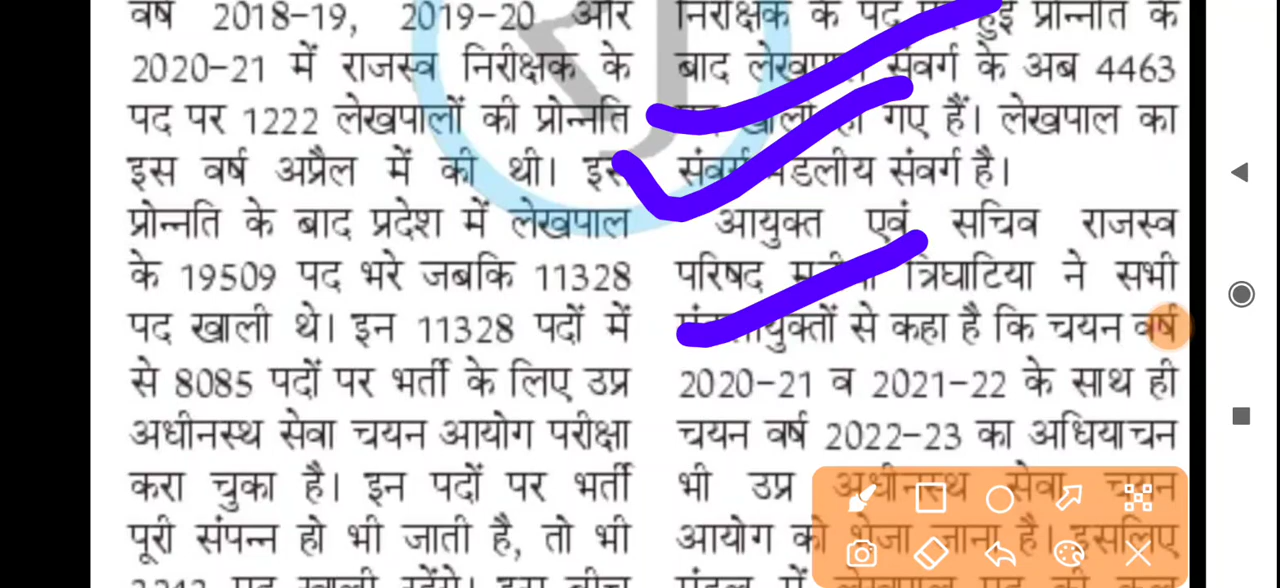 वर्ष 2018-19, 2019-20 और
2020-21 में राजस्व निरीक्षक के
पद पर 1222 लेखपालों की प्रोन्नति
इस वर्ष अप्रैल में की थी। इस
प्रोन्नति के बाद प्रदेश में लेखपाल
के 19509 पद भरे जबकि 11328
पद खाली थे। इन 11328 पदों में
से 8085 पदों पर भर्ती के लिए उप्र
अधीनस्थ सेवा चयन आयोग परीक्षा
करा चुका है। इन पदों पर भर्ती
पूरी संपन्न हो भी जाती है, तो भी
निरीक्षक के पद हुई प्रोन्नति के
बाद लेखपाल संवर्ग के अब 4463
खाली हो गए हैं। लेखपाल का
संवर्ग मंडलीय संवर्ग है।
आयुक्त एवं सचिव राजस्व
परिषद त्रिघाटिया ने सभी
से कहा है कि चयन वर्ष
2020-21 व 2021-22 के साथ ही
चयन वर्ष 2022-23 का अधियाचन
भी उप्र अधीनस्थ सेवा चयन
आयोग को भेजा जाना है। इसलिए